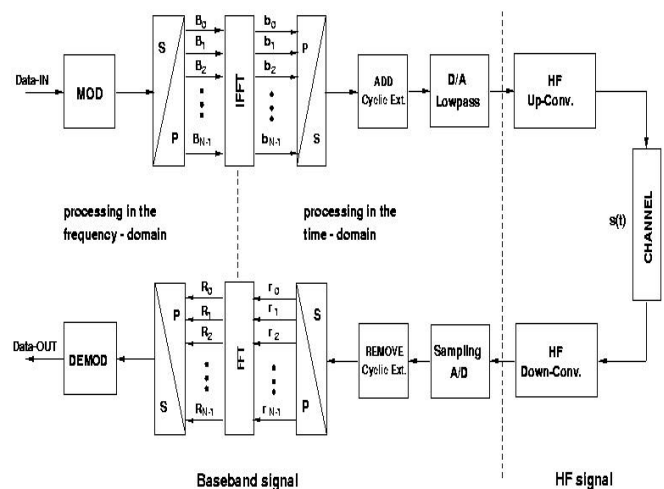 Data-IN
MOD
S
P
B0
B1
B2
BN-1
IFFT
b0
b1
b2
bN-1
P
S
ADD
Cyclic Ext.
D/A
Lowpass
HF
Up-Conv.
s(t)
CHANNEL
processing in the
frequency - domain
processing in the
time - domain
Data-OUT
DEMOD
P
S
R0
R1
R2
RN-1
FFT
r0
r1
r2
rN-1
S
P
REMOVE
Cyclic Ext.
Sampling
A/D
HF
Down-Conv.
Baseband signal
HF signal